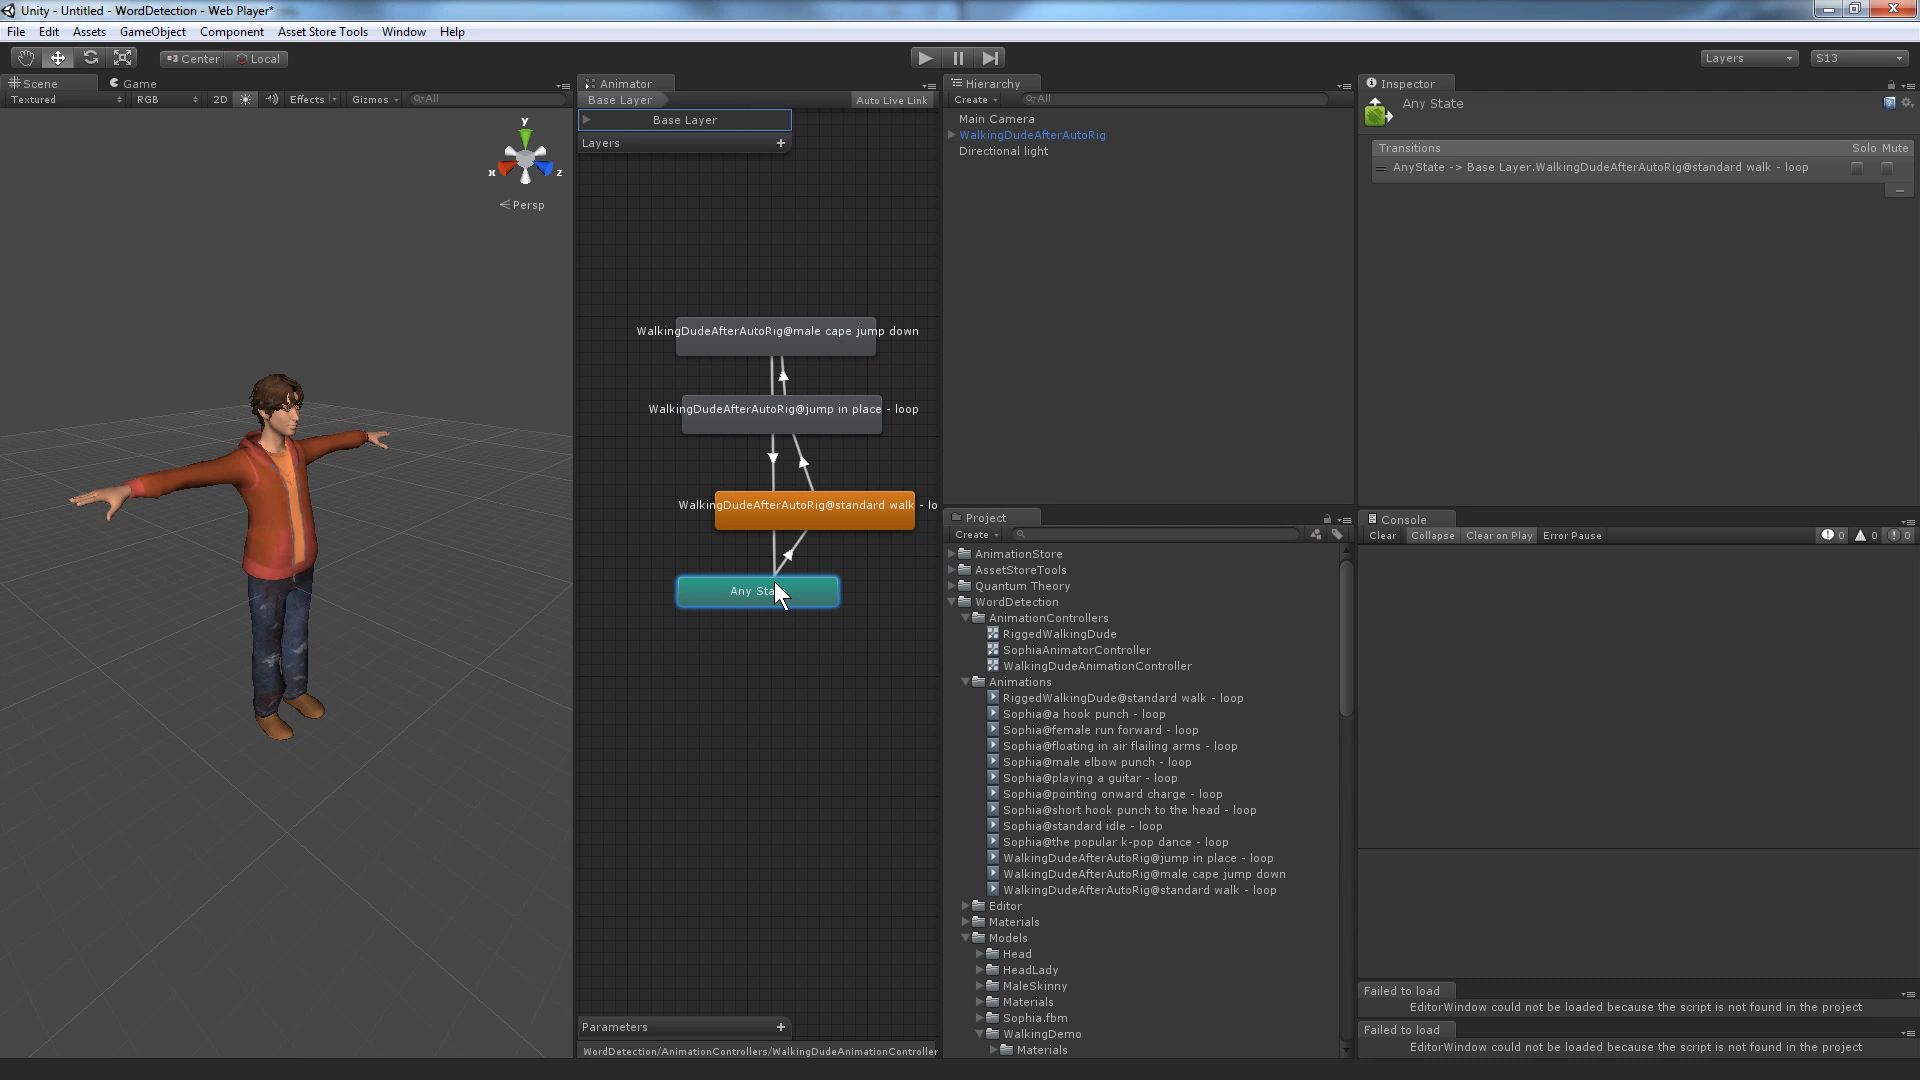 Unity - Untitled - WordDetection - Web Player*
File Edit Assets GameObject Component Asset Store Tools Window Help
Center Local
Layers S13
Scene Game
Textured RGB 2D Effects Gizmos All
y
x z
Persp
Animator
Base Layer Auto Live Link
Base Layer
Layers
WalkingDudeAfterAutoRig@male cape jump down
WalkingDudeAfterAutoRig@jump in place - loop
WalkingDudeAfterAutoRig@standard walk - lo
Any Sta
Parameters
WordDetection/AnimationControllers/WalkingDudeAnimationController
Hierarchy
Create All
Main Camera
WalkingDudeAfterAutoRig
Directional light
Project
Create
AnimationStore
AssetStoreTools
Quantum Theory
WordDetection
AnimationControllers
RiggedWalkingDude
SophiaAnimatorController
WalkingDudeAnimationController
Animations
RiggedWalkingDude@standard walk - loop
Sophia@a hook punch - loop
Sophia@female run forward - loop
Sophia@floating in air flailing arms - loop
Sophia@male elbow punch - loop
Sophia@playing a guitar - loop
Sophia@pointing onward charge - loop
Sophia@short hook punch to the head - loop
Sophia@standard idle - loop
Sophia@the popular k-pop dance - loop
WalkingDudeAfterAutoRig@jump in place - loop
WalkingDudeAfterAutoRig@male cape jump down
WalkingDudeAfterAutoRig@standard walk - loop
Editor
Materials
Models
Head
HeadLady
MaleSkinny
Materials
Sophia.fbm
WalkingDemo
Materials
Inspector
Any State
Transitions Solo Mute
AnyState -> Base Layer.WalkingDudeAfterAutoRig@standard walk - loop
Console
Clear Collapse Clear on Play Error Pause 0 0 0
Failed to load
EditorWindow could not be loaded because the script is not found in the project
Failed to load
EditorWindow could not be loaded because the script is not found in the project